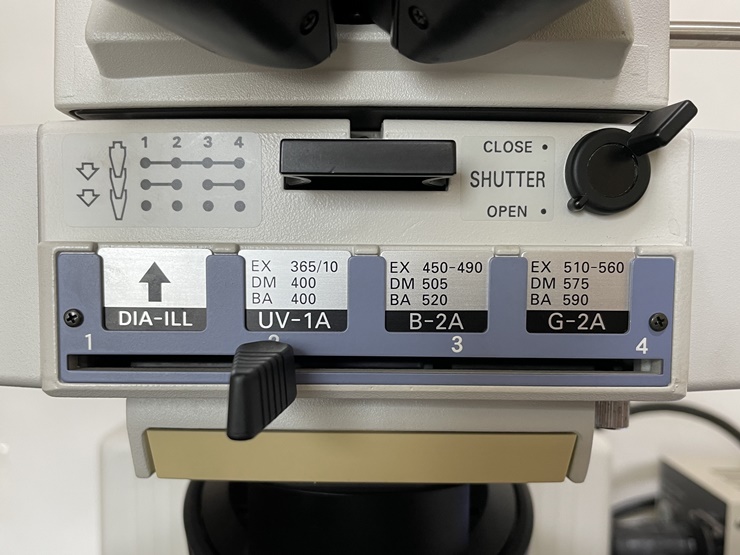 1 2 3 4
CLOSE
SHUTTER
OPEN
DIA-ILL
EX 365/10
DM 400
BA 400
UV-1A
EX 450-490
DM 505
BA 520
B-2A
EX 510-560
DM 575
BA 590
G-2A
1
2
3
4